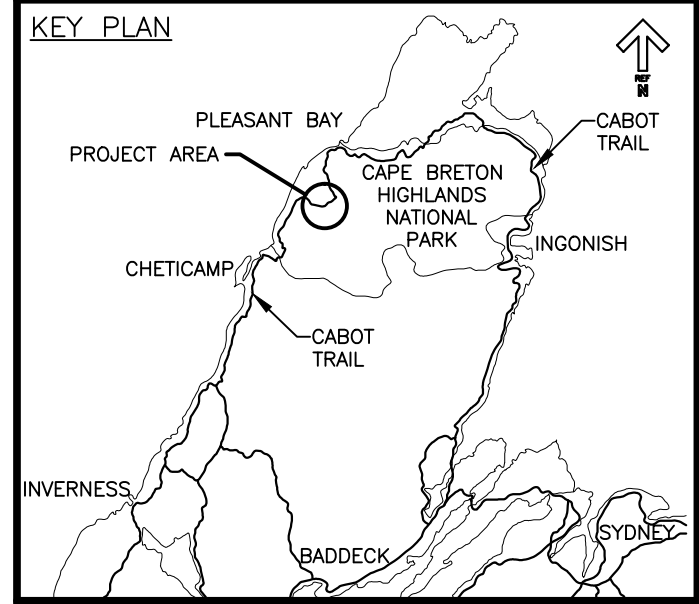 KEY PLAN
REF
N
PLEASANT BAY
CABOT
TRAIL
PROJECT AREA
CAPE BRETON
HIGHLANDS
NATIONAL
PARK
INGONISH
CHETICAMP
CABOT
TRAIL
INVERNESS
SYDNEY
BADDECK